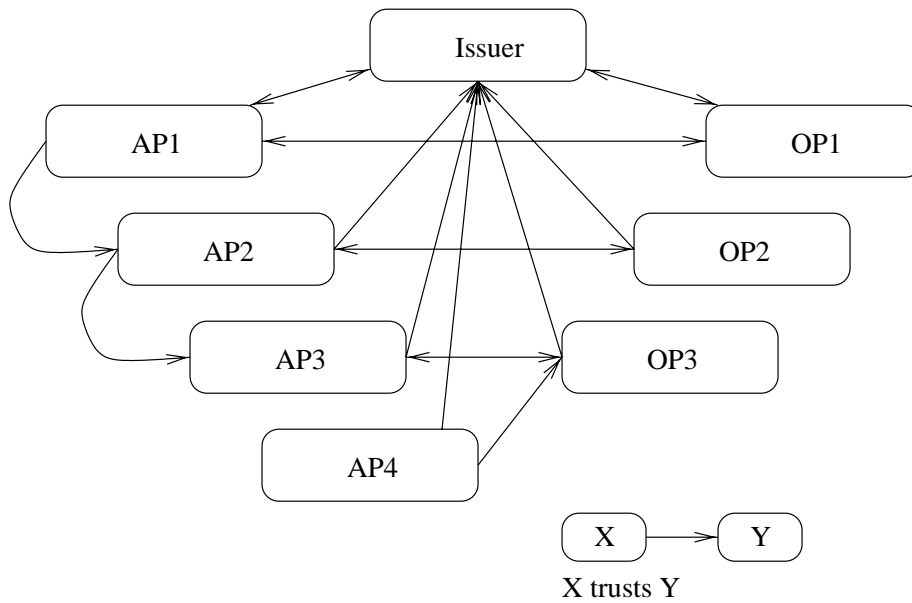 Issuer
AP1
OP1
AP2
OP2
AP3
OP3
AP4
X
Y
X trusts Y